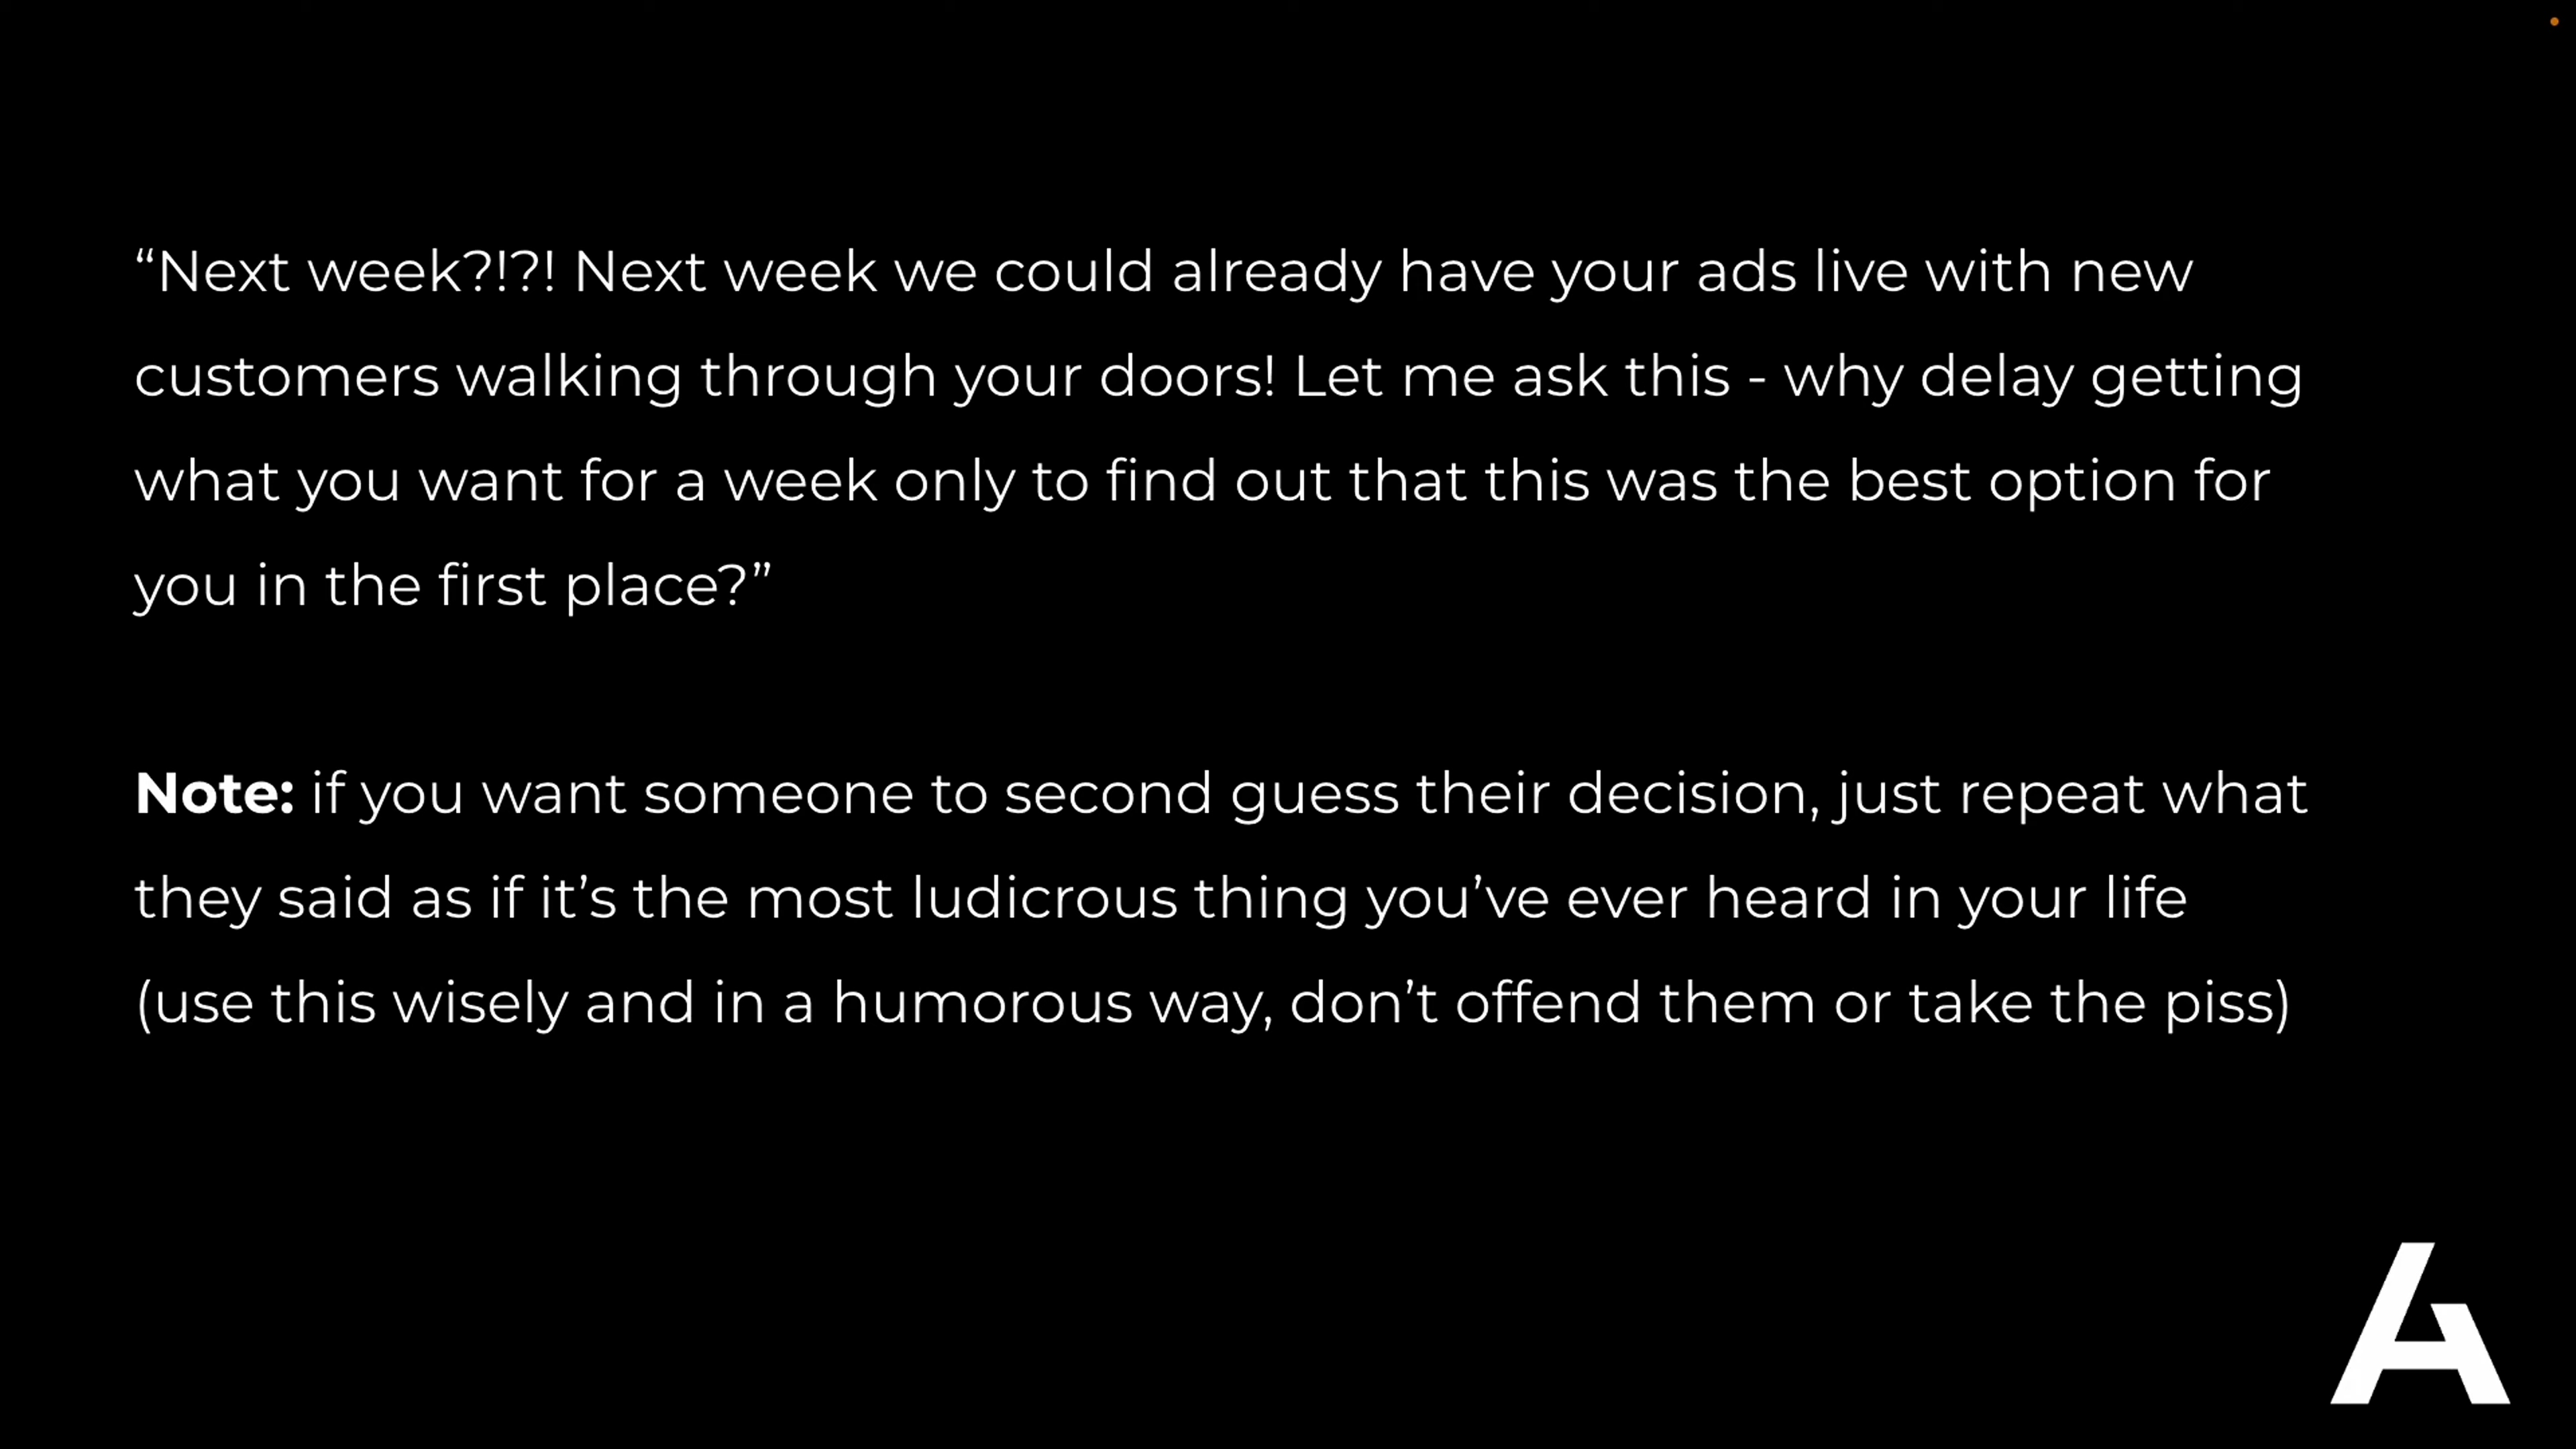 “Next week?!?! Next week we could already have your ads live with new
customers walking through your doors! Let me ask this - why delay getting
what you want for a week only to find out that this was the best option for
you in the first place?”
Note: if you want someone to second guess their decision, just repeat what
they said as if it’s the most ludicrous thing you’ve ever heard in your life
(use this wisely and in a humorous way, don’t offend them or take the piss)